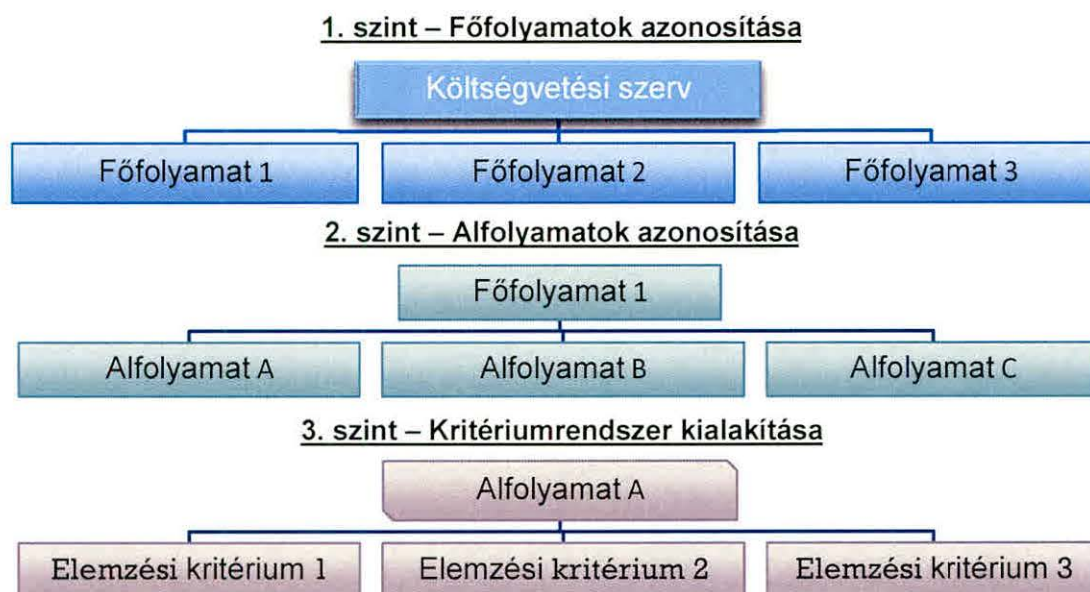 1. szint – Főfolyamatok azonosítása
Költségvetési szerv
Főfolyamat 1 Főfolyamat 2 Főfolyamat 3
2. szint – Alfolyamatok azonosítása
Főfolyamat 1
Alfolyamat A Alfolyamat B Alfolyamat C
3. szint – Kritériumrendszer kialakítása
Alfolyamat A
Elemzési kritérium 1 Elemzési kritérium 2 Elemzési kritérium 3